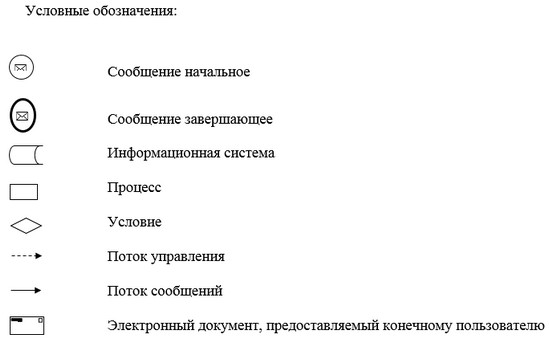 Условные обозначения:
Сообщение начальное
Сообщение завершающее
Информационная система
Процесс
Условие
Поток управления
Поток сообщений
Электронный документ, предоставляемый конечному пользователю